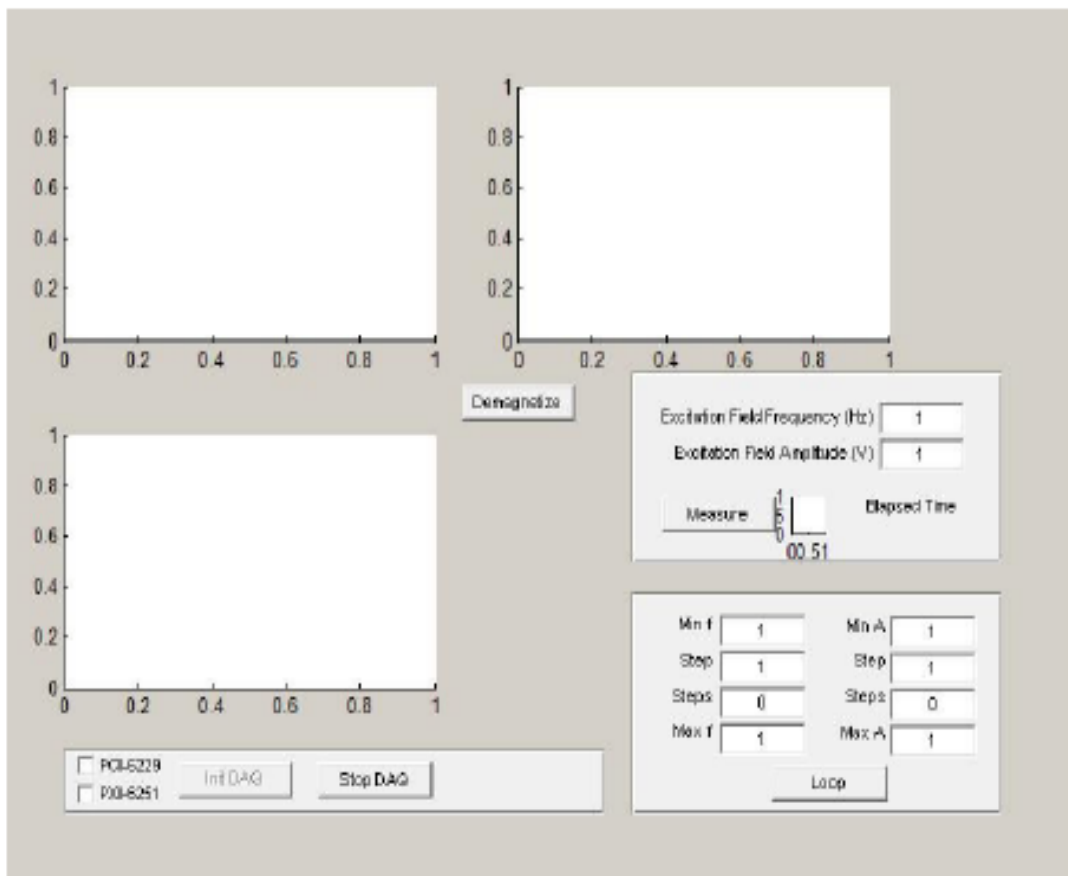 1
0.8
0.6
0.4
0.2
0
0 0.2 0.4 0.6 0.8 1
1
0.8
0.6
0.4
0.2
0
0 0.2 0.4 0.6 0.8 1
Demagnetize
1
0.8
0.6
0.4
0.2
0
0 0.2 0.4 0.6 0.8 1
Excitation Field Frequency (Hz) 1
Excitation Field Amplitude (V) 1
Measure
1
5
0
00.51
Elapsed Time
Min f 1 Min A 1
Step 1 Step 1
Steps 0 Steps 0
Max f 1 Max A 1
Loop
PCI-6229
PXI-6251
Init DAQ
Stop DAQ